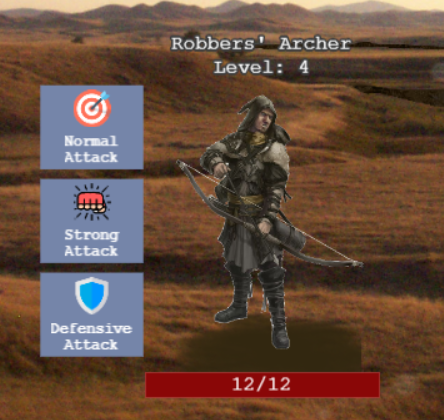 Robbers' Archer
Level: 4
Normal
Attack
Strong
Attack
Defensive
Attack
12/12